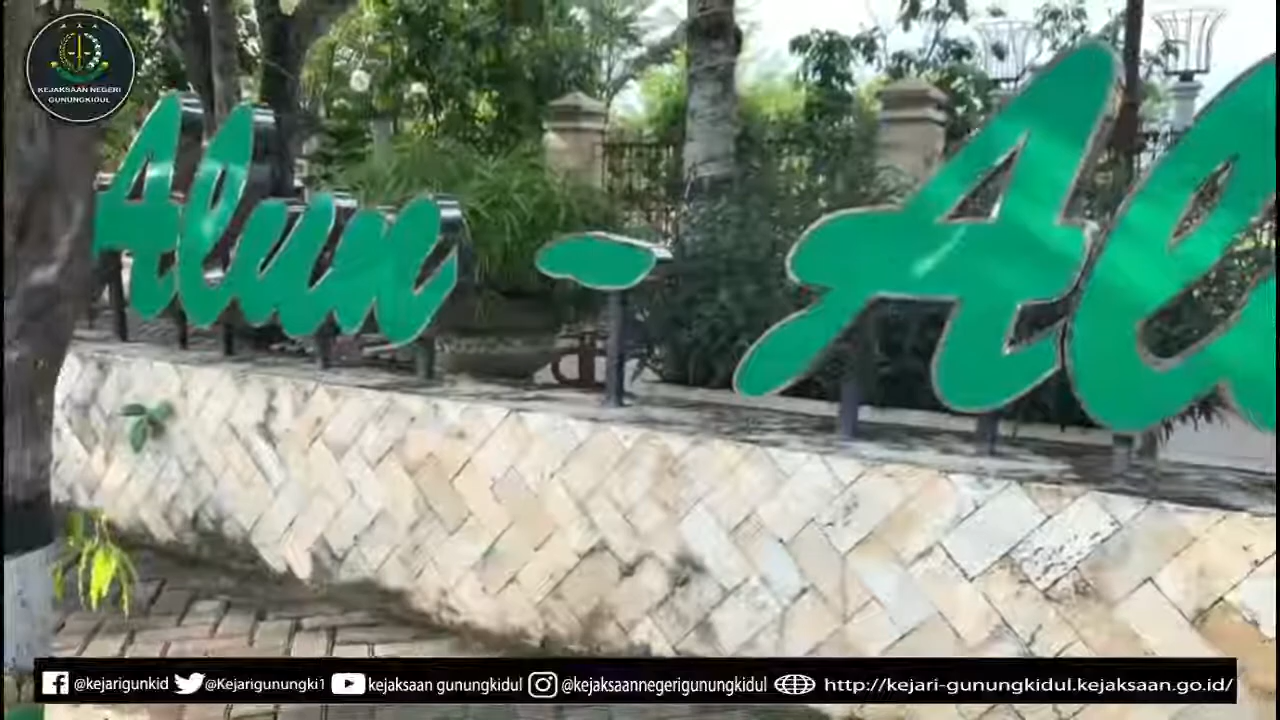 KEJAKSAAN NEGERI
GUNUNGKIDUL
Alun - Al
@kejarigunkid @Kejarigunungki1 kejaksaan gunungkidul @kejaksaannegerigunungkidul http://kejari-gunungkidul.kejaksaan.go.id/